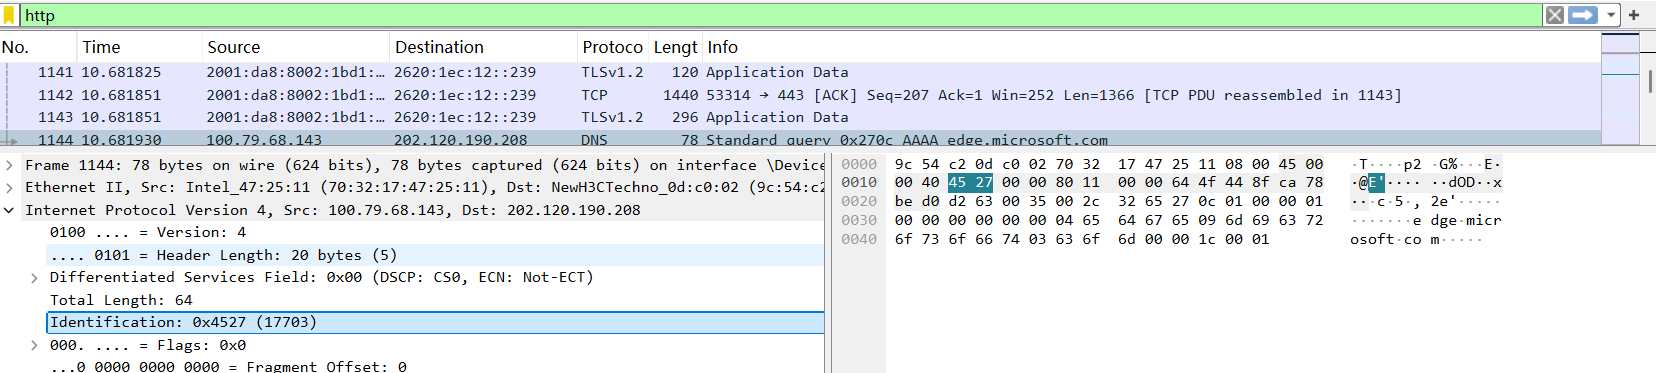 http
No. Time Source Destination Protoco Lengt Info
1141 10.681825 2001:da8:8002:1bd1:… 2620:1ec:12::239 TLSv1.2 120 Application Data
1142 10.681851 2001:da8:8002:1bd1:… 2620:1ec:12::239 TCP 1440 53314 → 443 [ACK] Seq=207 Ack=1 Win=252 Len=1366 [TCP PDU reassembled in 1143]
1143 10.681851 2001:da8:8002:1bd1:… 2620:1ec:12::239 TLSv1.2 296 Application Data
1144 10.681930 100.79.68.143 202.120.190.208 DNS 78 Standard query 0x270c AAAA edge.microsoft.com
Frame 1144: 78 bytes on wire (624 bits), 78 bytes captured (624 bits) on interface \Device
Ethernet II, Src: Intel_47:25:11 (70:32:17:47:25:11), Dst: NewH3CTechno_0d:c0:02 (9c:54:c2
Internet Protocol Version 4, Src: 100.79.68.143, Dst: 202.120.190.208
0100 .... = Version: 4
.... 0101 = Header Length: 20 bytes (5)
Differentiated Services Field: 0x00 (DSCP: CS0, ECN: Not-ECT)
Total Length: 64
Identification: 0x4527 (17703)
000. .... = Flags: 0x0
...0 0000 0000 0000 = Fragment Offset: 0
0000 9c 54 c2 0d c0 02 70 32 17 47 25 11 08 00 45 00 ·T····p2 ·G%···E·
0010 00 40 45 27 00 00 80 11 00 00 64 4f 44 8f ca 78 ·@E'···· ··dOD··x
0020 be d0 d2 63 00 35 00 2c 32 65 27 0c 01 00 00 01 ···c·5·, 2e'·····
0030 00 00 00 00 00 00 04 65 64 67 65 09 6d 69 63 72 ·······e dge·micr
0040 6f 73 6f 66 74 03 63 6f 6d 00 00 1c 00 01 osoft·co m·····